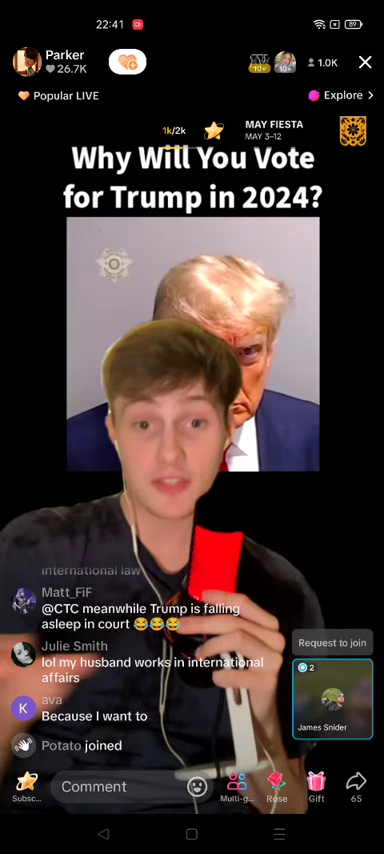 22:41
89
Parker
26.7K
10+
10+
1.0K
Popular LIVE
Explore
1k/2k
MAY FIESTA
MAY 3–12
Why Will You Vote
for Trump in 2024?
international law
Matt_FiF
@CTC meanwhile Trump is falling
asleep in court 😂😂😂
Julie Smith
lol my husband works in international
affairs
K
ava
Because I want to
Potato joined
Request to join
2
James Snider
Comment
Subsc...
Multi-g...
Rose
Gift
65